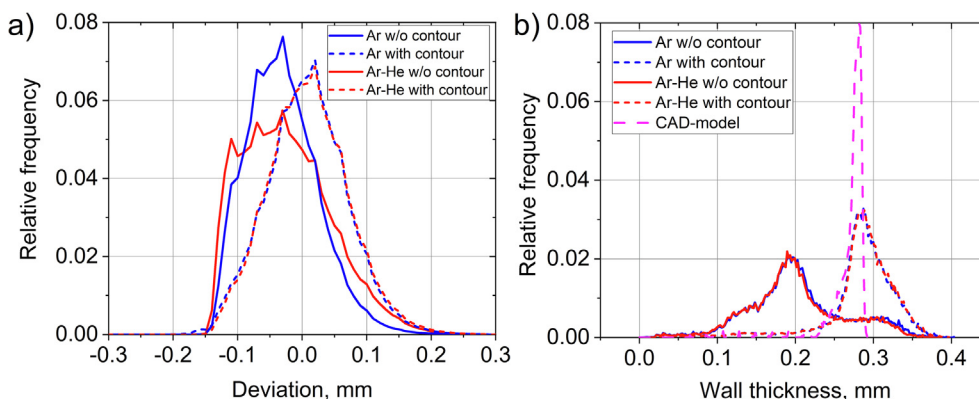 a)
Relative frequency
0.08
0.06
0.04
0.02
0.00
-0.3
-0.2
-0.1
0.0
0.1
0.2
0.3
Deviation, mm
Ar w/o contour
Ar with contour
Ar-He w/o contour
Ar-He with contour
b)
Relative frequency
0.08
0.06
0.04
0.02
0.00
0.0
0.1
0.2
0.3
0.4
Wall thickness, mm
Ar w/o contour
Ar with contour
Ar-He w/o contour
Ar-He with contour
CAD-model